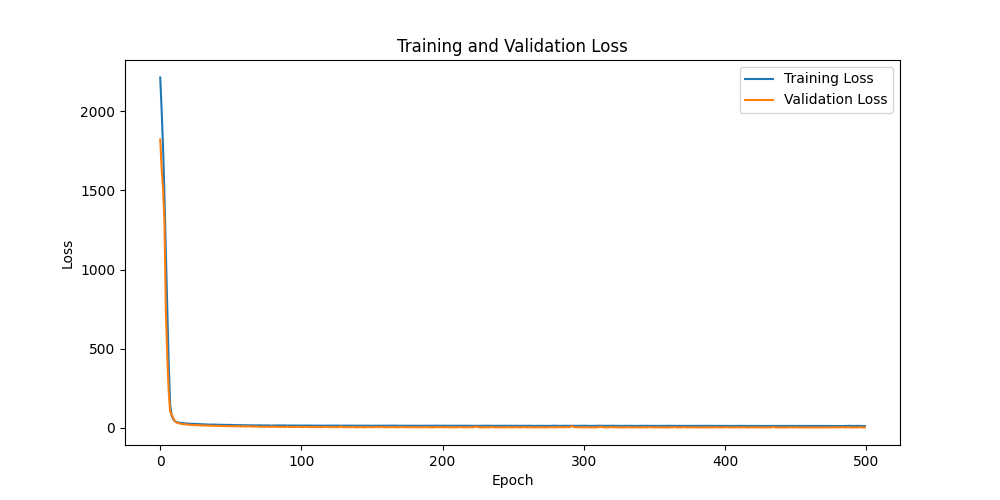 Training and Validation Loss
Training Loss
Validation Loss
2000
1500
1000
500
0
Loss
0 100 200 300 400 500
Epoch